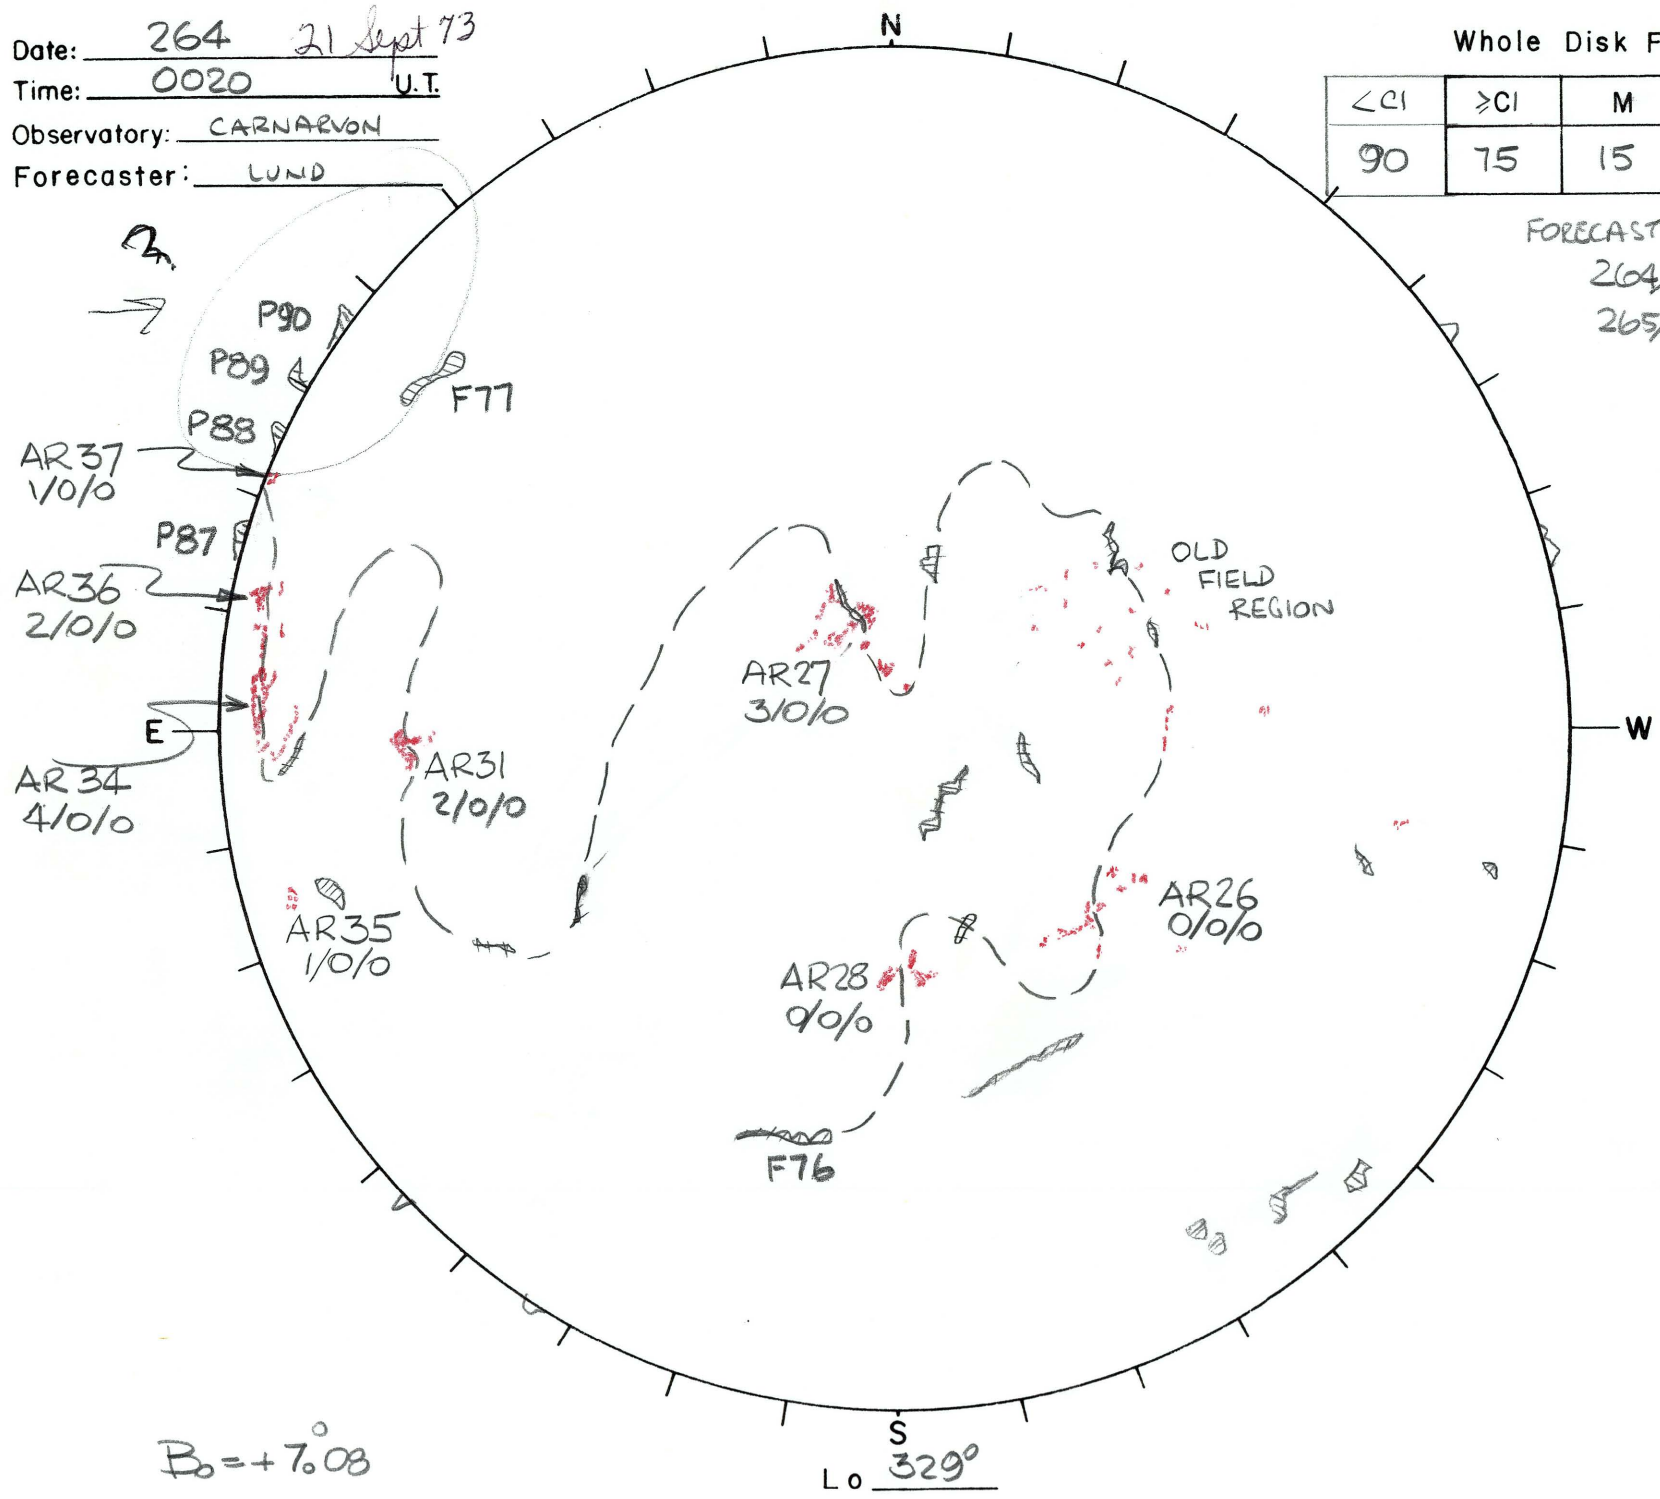 Date: 264 21 Sept 73
Time: 0020 U.T.
Observatory: CARNARVON
Forecaster: LUND
N
Whole Disk F
<C1 ≥C1 M
90 75 15
FORECAST
264/
265/
P90
P89
F77
P88
AR37
1/0/0
P87
AR36
2/0/0
OLD
FIELD
REGION
AR27
3/0/0
E
W
AR34
4/0/0
AR31
2/0/0
AR35
1/0/0
AR26
0/0/0
AR28
0/0/0
F76
S
B₀ = +7.°08
Lo 329°